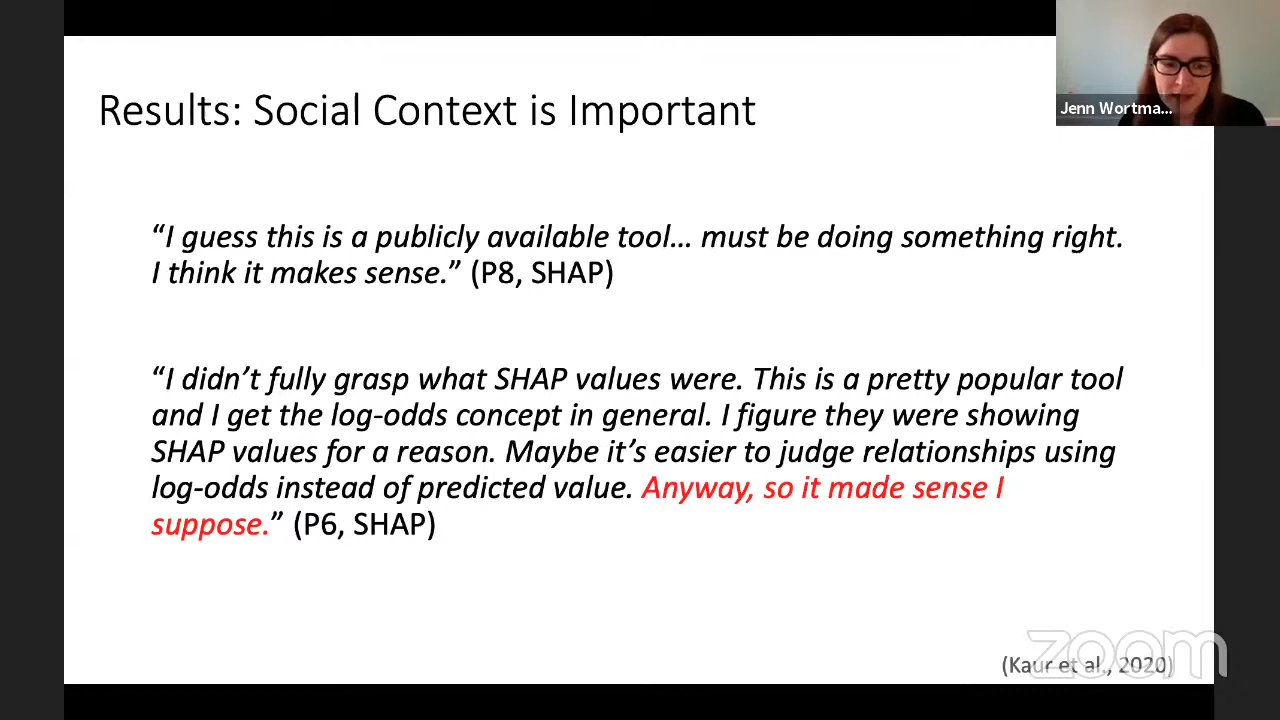 Results: Social Context is Important
Jenn Wortma...
“I guess this is a publicly available tool… must be doing something right.
I think it makes sense.” (P8, SHAP)
“I didn’t fully grasp what SHAP values were. This is a pretty popular tool
and I get the log-odds concept in general. I figure they were showing
SHAP values for a reason. Maybe it’s easier to judge relationships using
log-odds instead of predicted value. Anyway, so it made sense I
suppose.” (P6, SHAP)
(Kaur et al., 2020)
zoom